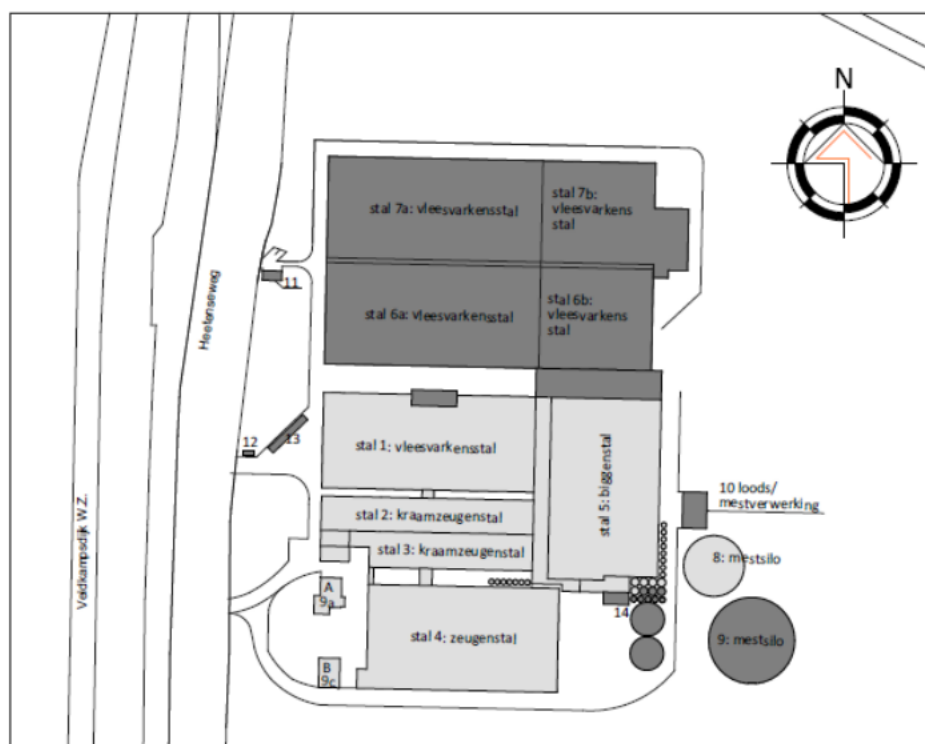 N
stal 7a: vleesvarkensstal
stal 7b:
vleesvarkens
stal
11
stal 6a: vleesvarkensstal
stal 6b:
vleesvarkens
stal
Heetenseweg
12
13
stal 1: vleesvarkensstal
stal 5: biggenstal
10 loods/
mestverwerking
stal 2: kraamzeugenstal
stal 3: kraamzeugenstal
8: mestsilo
Veldkampsdijk W.Z.
A
9a
14
stal 4: zeugenstal
9: mestsilo
B
9c